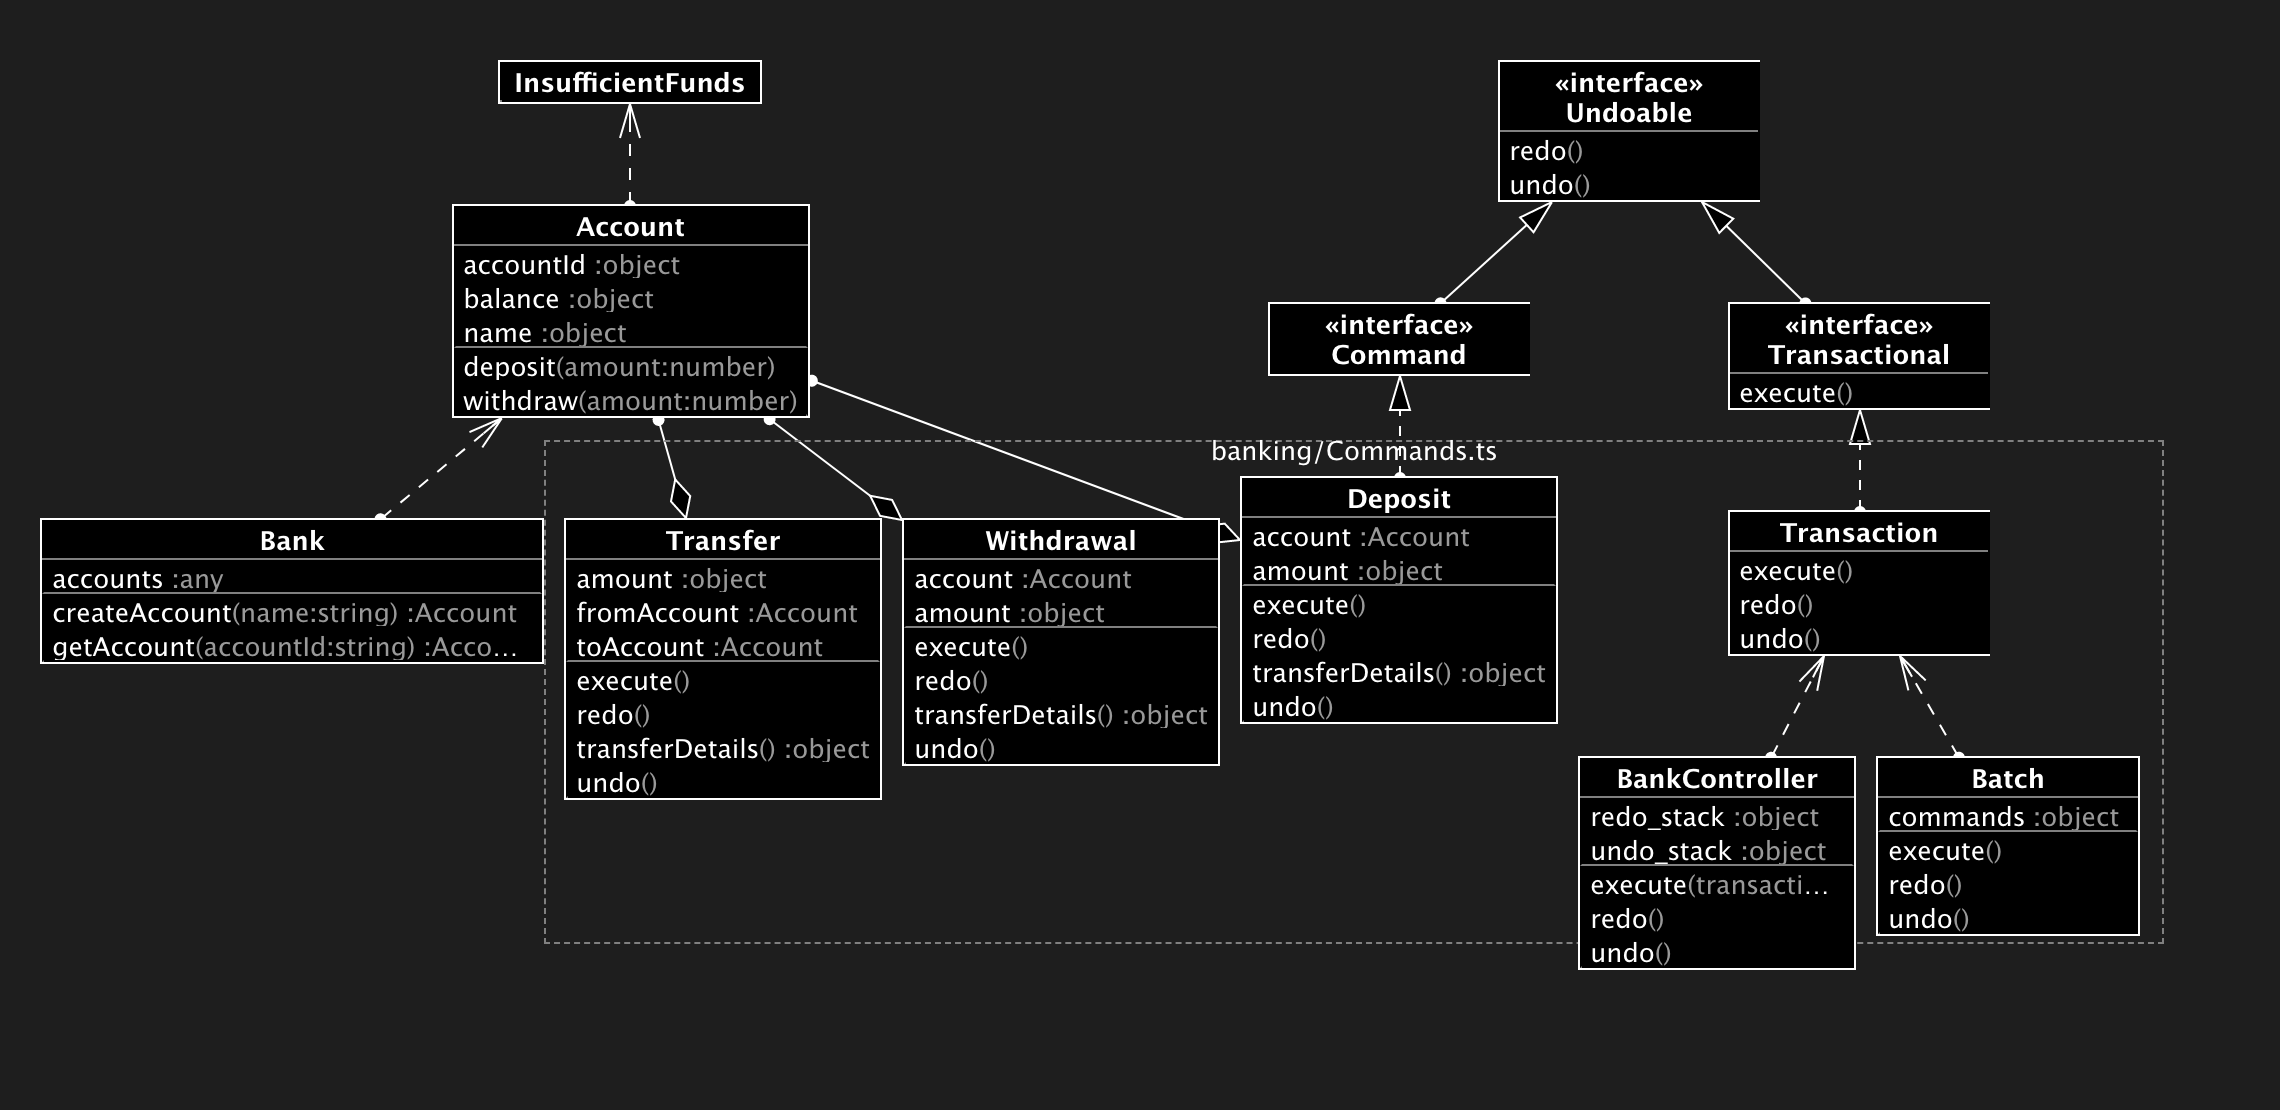 InsufficientFunds
«interface»
Undoable
redo()
undo()
Account
accountId :object
balance :object
name :object
deposit(amount:number)
withdraw(amount:number)
«interface»
Command
«interface»
Transactional
execute()
banking/Commands.ts
Bank
accounts :any
createAccount(name:string) :Account
getAccount(accountId:string) :Acco...
Transfer
amount :object
fromAccount :Account
toAccount :Account
execute()
redo()
transferDetails() :object
undo()
Withdrawal
account :Account
amount :object
execute()
redo()
transferDetails() :object
undo()
Deposit
account :Account
amount :object
execute()
redo()
transferDetails() :object
undo()
Transaction
execute()
redo()
undo()
BankController
redo_stack :object
undo_stack :object
execute(transacti...
redo()
undo()
Batch
commands :object
execute()
redo()
undo()